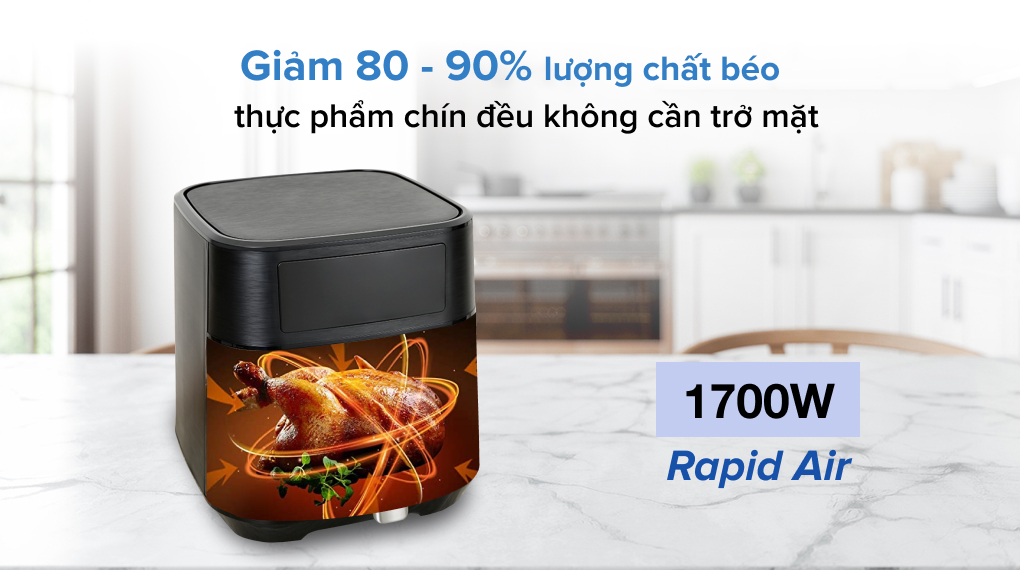 Giảm 80 - 90% lượng chất béo
thực phẩm chín đều không cần trở mặt
1700W
Rapid Air